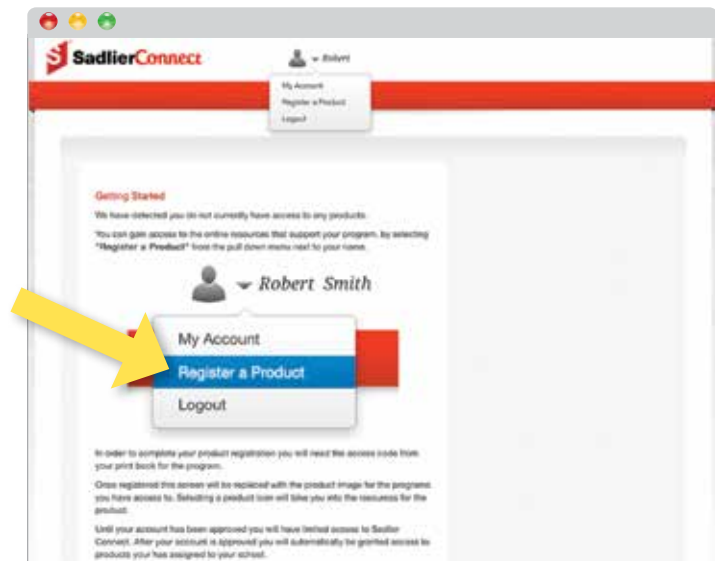 SadlierConnect
Robert
My Account
Register a Product
Logout
Getting Started
We have detected you do not currently have access to any products.
You can gain access to the online resources that support your program, by selecting
"Register a Product" from the pull down menu next to your name.
Robert Smith
My Account
Register a Product
Logout
In order to complete your product registration you will need the access code from
your print book for the program.
Once registered this screen will be replaced with the product image for the programs
you have access to. Selecting a product icon will take you into the resources for the
product.
Until your account has been approved you will have limited access to Sadlier
Connect. After your account is approved you will automatically be granted access to
products your has assigned to your school.